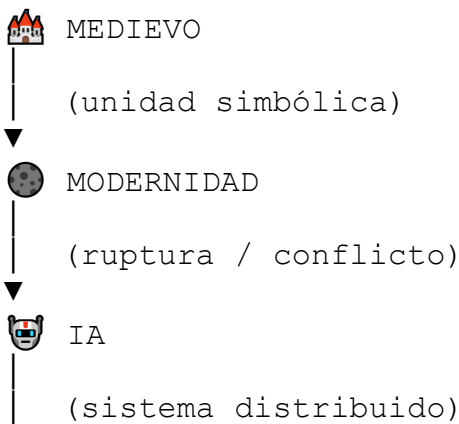 🏰 MEDIEVO
│
│ (unidad simbólica)
▼
🌑 MODERNIDAD
│
│ (ruptura / conflicto)
▼
🤖 IA
│
│ (sistema distribuido)